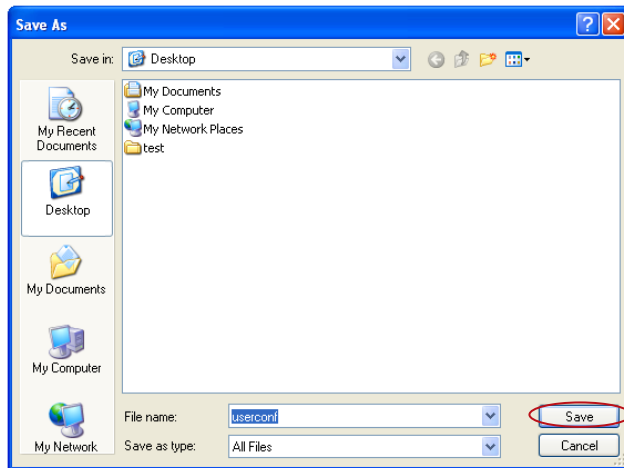 Save As
Save in:
Desktop
My Recent
Documents
Desktop
My Documents
My Computer
My Network
My Documents
My Computer
My Network Places
test
File name:
userconf
Save
Save as type:
All Files
Cancel